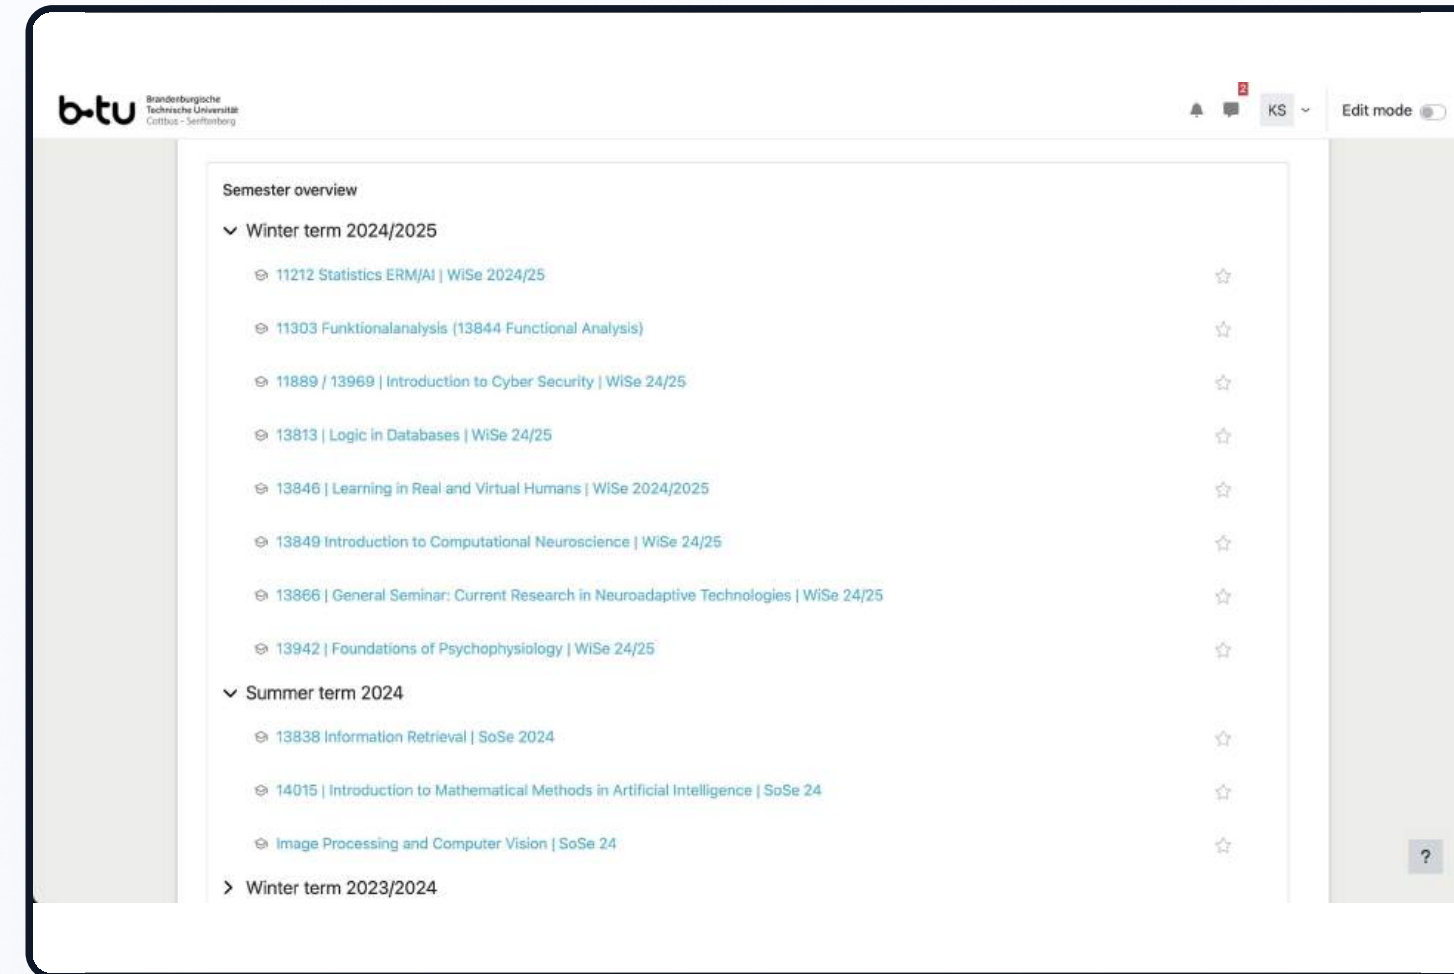 b-tu
Brandenburgische
Technische Universität
Cottbus - Senftenberg
2
KS
Edit mode
Semester overview
Winter term 2024/2025
11212 Statistics ERM/AI | WiSe 2024/25
11303 Funktionalanalysis (13844 Functional Analysis)
11889 / 13969 | Introduction to Cyber Security | WiSe 24/25
13813 | Logic in Databases | WiSe 24/25
13846 | Learning in Real and Virtual Humans | WiSe 2024/2025
13849 Introduction to Computational Neuroscience | WiSe 24/25
13866 | General Seminar: Current Research in Neuroadaptive Technologies | WiSe 24/25
13942 | Foundations of Psychophysiology | WiSe 24/25
Summer term 2024
13838 Information Retrieval | SoSe 2024
14015 | Introduction to Mathematical Methods in Artificial Intelligence | SoSe 24
Image Processing and Computer Vision | SoSe 24
?
Winter term 2023/2024